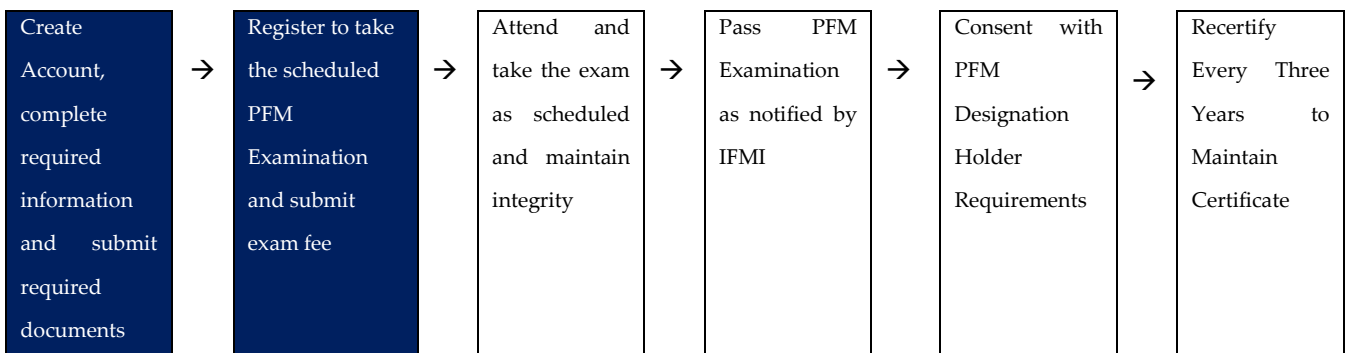 Create
Account,
complete
required
information
and submit
required
documents
→
Register to take
the scheduled
PFM
Examination
and submit
exam fee
→
Attend and
take the exam
as scheduled
and maintain
integrity
→
Pass PFM
Examination
as notified by
IFMI
→
Consent with
PFM
Designation
Holder
Requirements
→
Recertify
Every Three
Years to
Maintain
Certificate